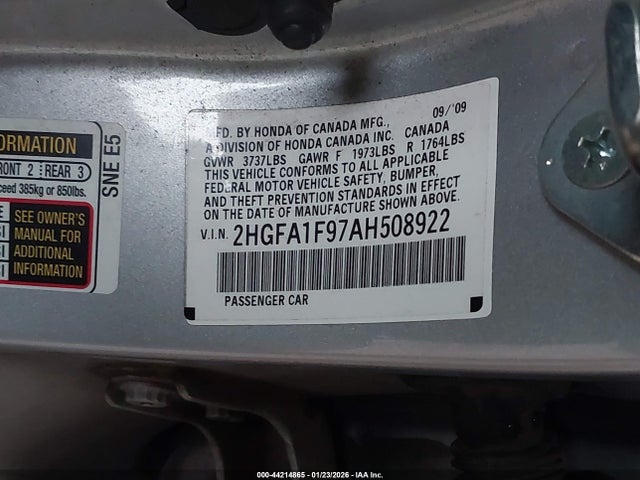 ORMATION
FRONT 2 REAR 3
ceed 385kg or 850lbs.
SEE OWNER'S
MANUAL FOR
ADDITIONAL
INFORMATION
SNE E5
MFD. BY HONDA OF CANADA MFG., 09/'09
A DIVISION OF HONDA CANADA INC. CANADA
GVWR 3737LBS GAWR F 1973LBS R 1764LBS
THIS VEHICLE CONFORMS TO ALL APPLICABLE
FEDERAL MOTOR VEHICLE SAFETY, BUMPER,
AND THEFT PREVENTION STANDARDS IN EFFECT
ON THE DATE OF MANUFACTURE SHOWN ABOVE.
V.I.N. 2HGFA1F97AH508922
PASSENGER CAR
000-44214865 - 01/23/2026 - IAA Inc.